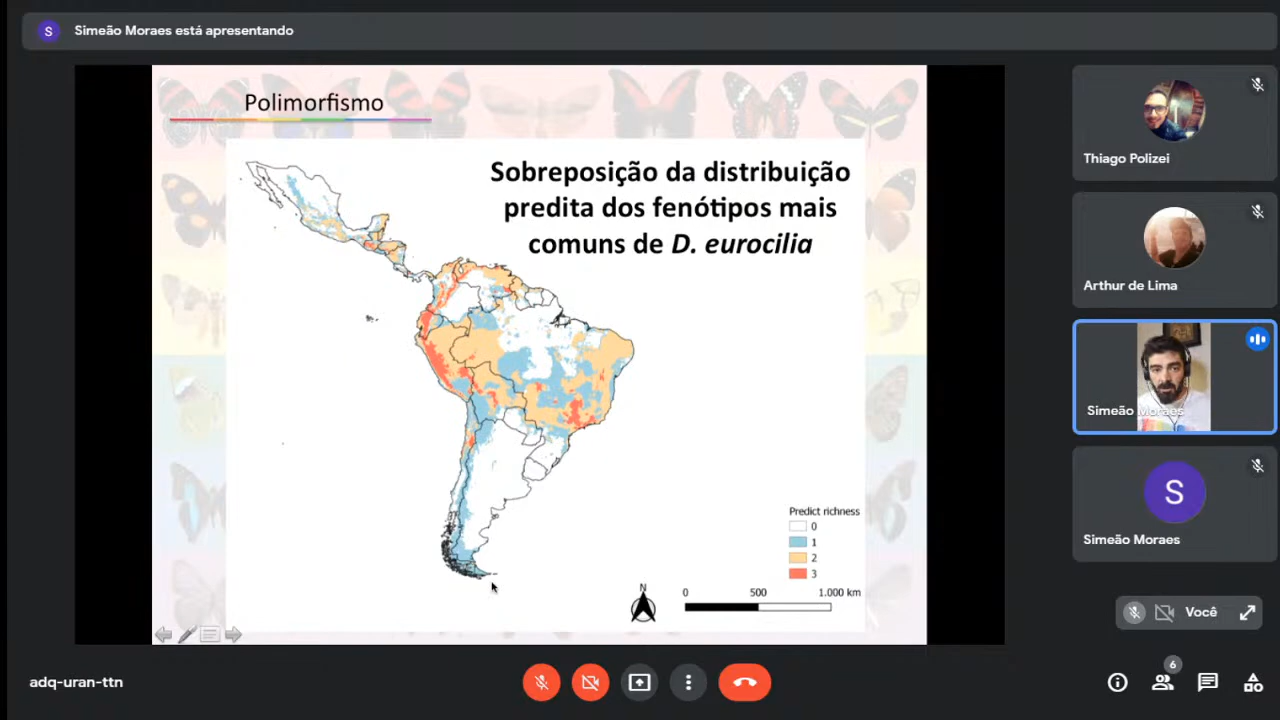 S
Simeão Moraes está apresentando
Polimorfismo
Sobreposição da distribuição
predita dos fenótipos mais
comuns de D. eurocilia
Predict richness
0
1
2
3
N
0 500 1.000 km
Thiago Polizei
Arthur de Lima
Simeão Moraes
S
Simeão Moraes
Você
adq-uran-ttn
6